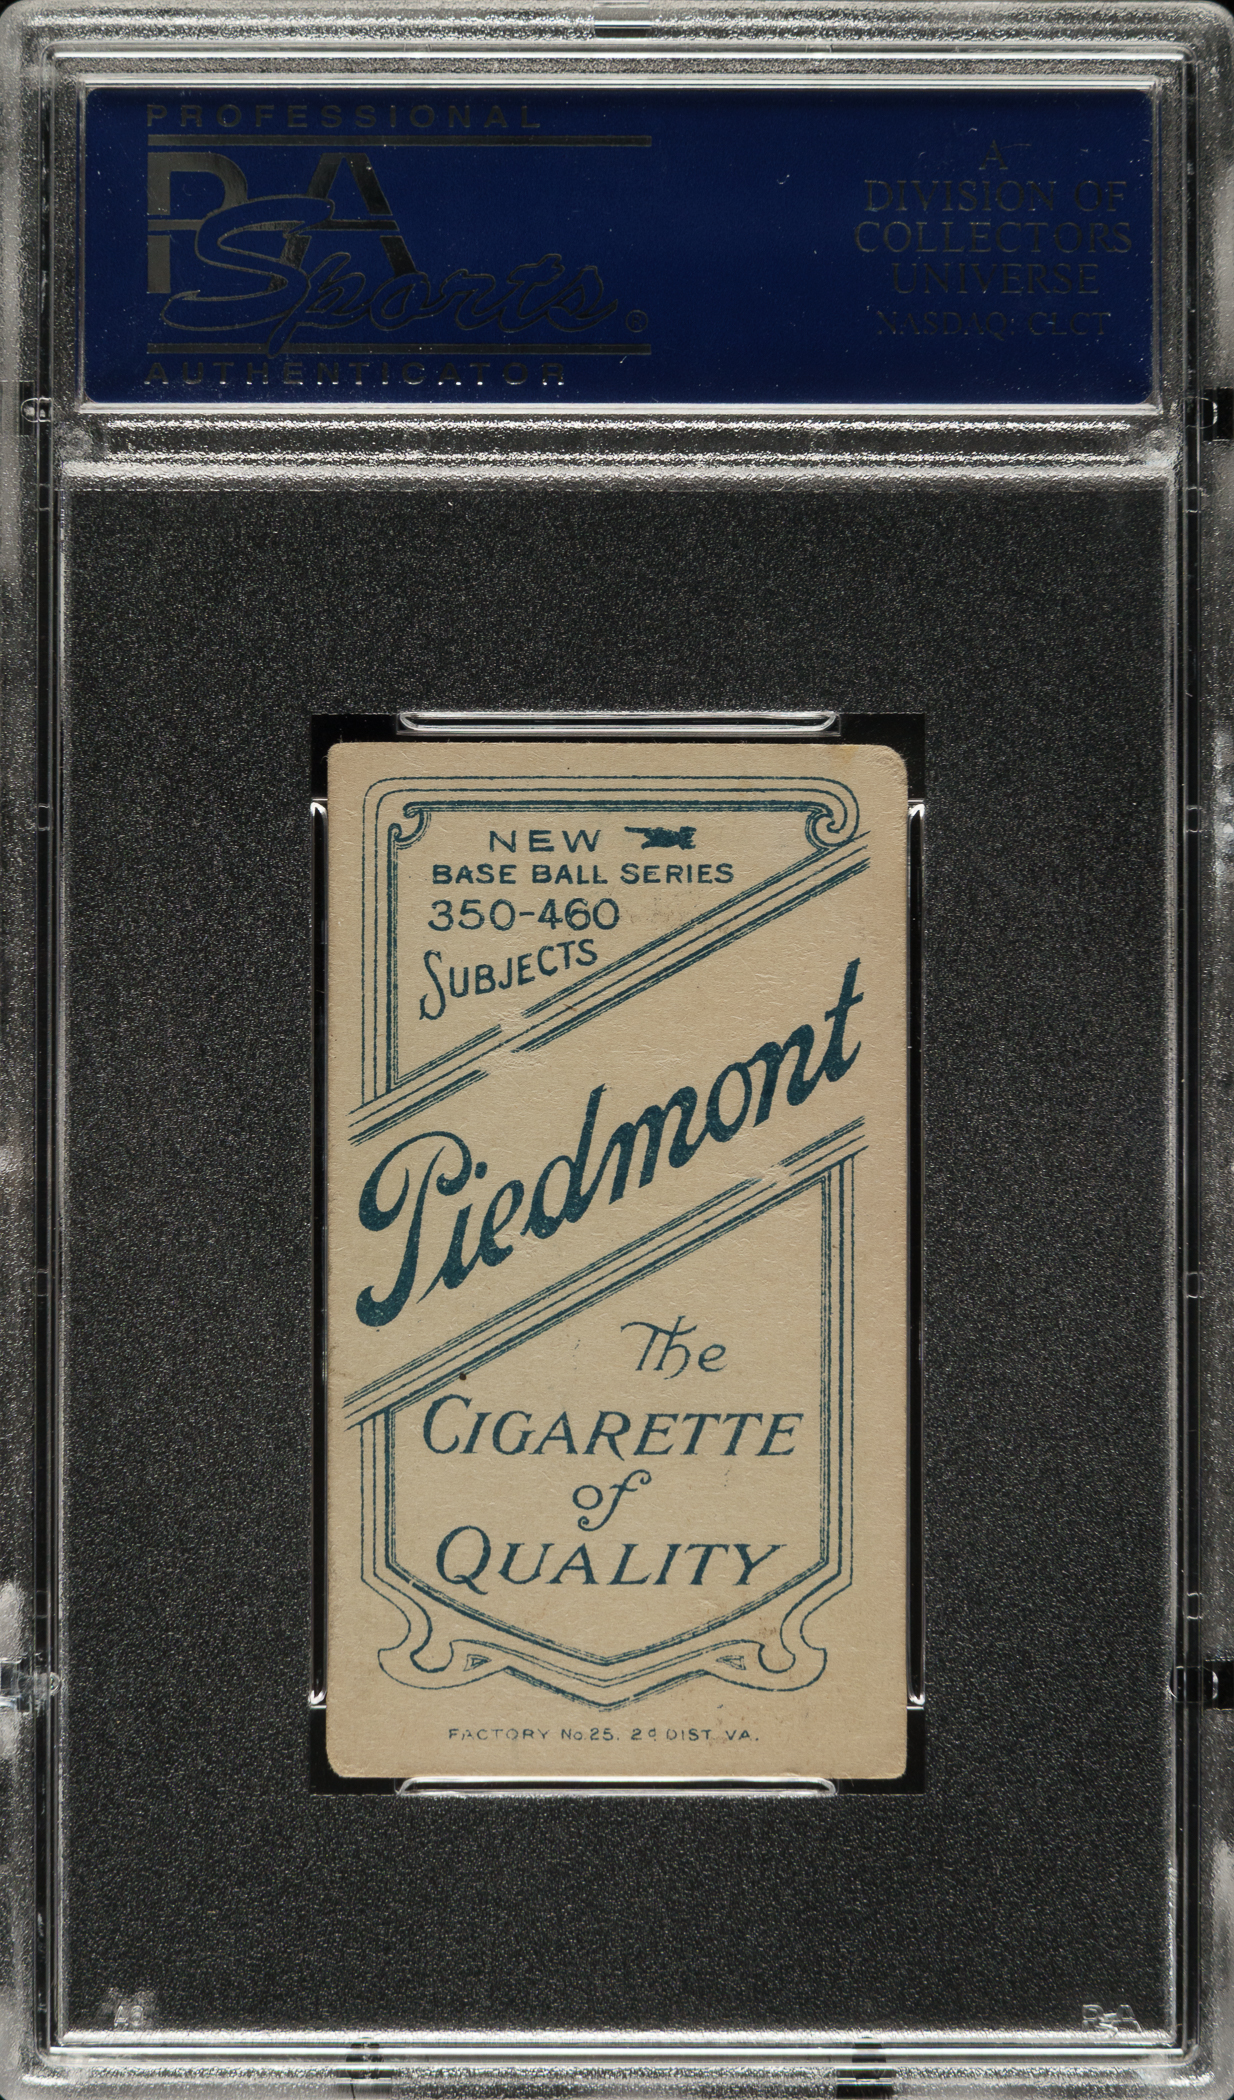 PROFESSIONAL
PSA
Sports®
AUTHENTICATOR
A
DIVISION OF
COLLECTORS
UNIVERSE
NASDAQ: CLCT
NEW
BASE BALL SERIES
350-460
SUBJECTS
Piedmont
The
CIGARETTE
of
QUALITY
FACTORY No. 25. 2d DIST. VA.
PSA